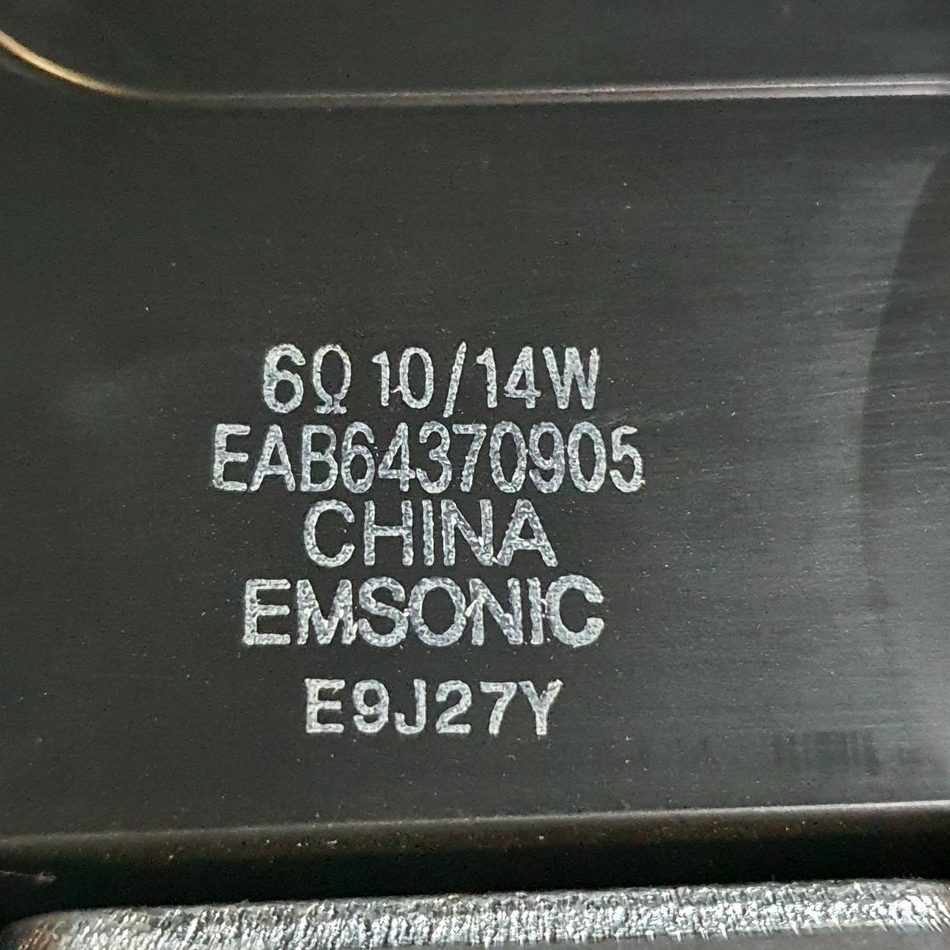 6Ω 10/14W
EAB64370905
CHINA
EMSONIC
E9J27Y